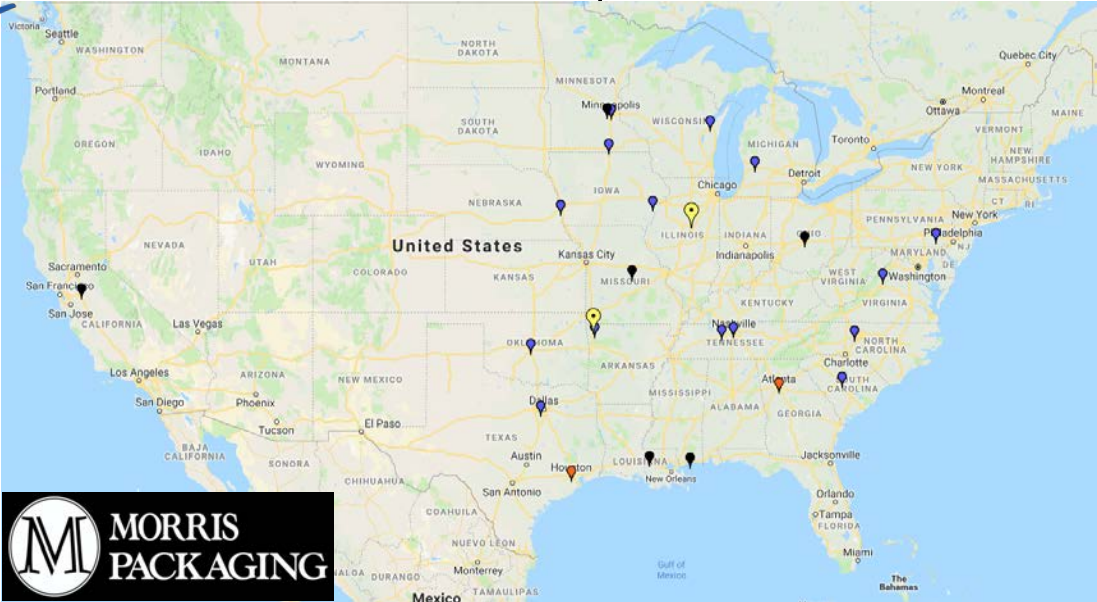 Victoria
Seattle
WASHINGTON
NORTH
DAKOTA
MONTANA
Quebec City
MINNESOTA
Portland
Montreal
Minneapolis
Ottawa
MAINE
SOUTH
DAKOTA
WISCONSIN
VERMONT
OREGON
MICHIGAN
Toronto
IDAHO
NEW
HAMPSHIRE
WYOMING
NEW YORK
Detroit
MASSACHUSETTS
Chicago
IOWA
CT
RI
NEBRASKA
PENNSYLVANIA
New York
ILLINOIS
INDIANA
OHIO
Philadelphia
United States
NEVADA
Indianapolis
MARYLAND
NJ
Kansas City
UTAH
Sacramento
COLORADO
KANSAS
MISSOURI
WEST
VIRGINIA
Washington
DE
San Francisco
San Jose
KENTUCKY
VIRGINIA
CALIFORNIA
Las Vegas
Nashville
OKLAHOMA
TENNESSEE
NORTH
CAROLINA
Charlotte
ARKANSAS
Los Angeles
ARIZONA
NEW MEXICO
Atlanta
SOUTH
CAROLINA
San Diego
Phoenix
Dallas
MISSISSIPPI
ALABAMA
GEORGIA
Tucson
El Paso
TEXAS
BAJA
CALIFORNIA
SONORA
Austin
Houston
LOUISIANA
Jacksonville
New Orleans
CHIHUAHUA
San Antonio
Orlando
Tampa
FLORIDA
COAHUILA
MORRIS
PACKAGING
NUEVO LEON
Miami
Gulf of
Mexico
Monterrey
DURANGO
The
Bahamas
TAMAULIPAS
Mexico